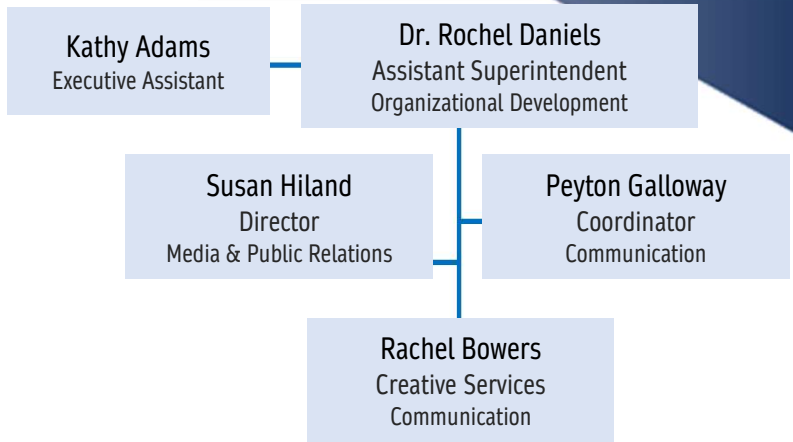 Kathy Adams
Executive Assistant
Dr. Rochel Daniels
Assistant Superintendent
Organizational Development
Susan Hiland
Director
Media & Public Relations
Peyton Galloway
Coordinator
Communication
Rachel Bowers
Creative Services
Communication